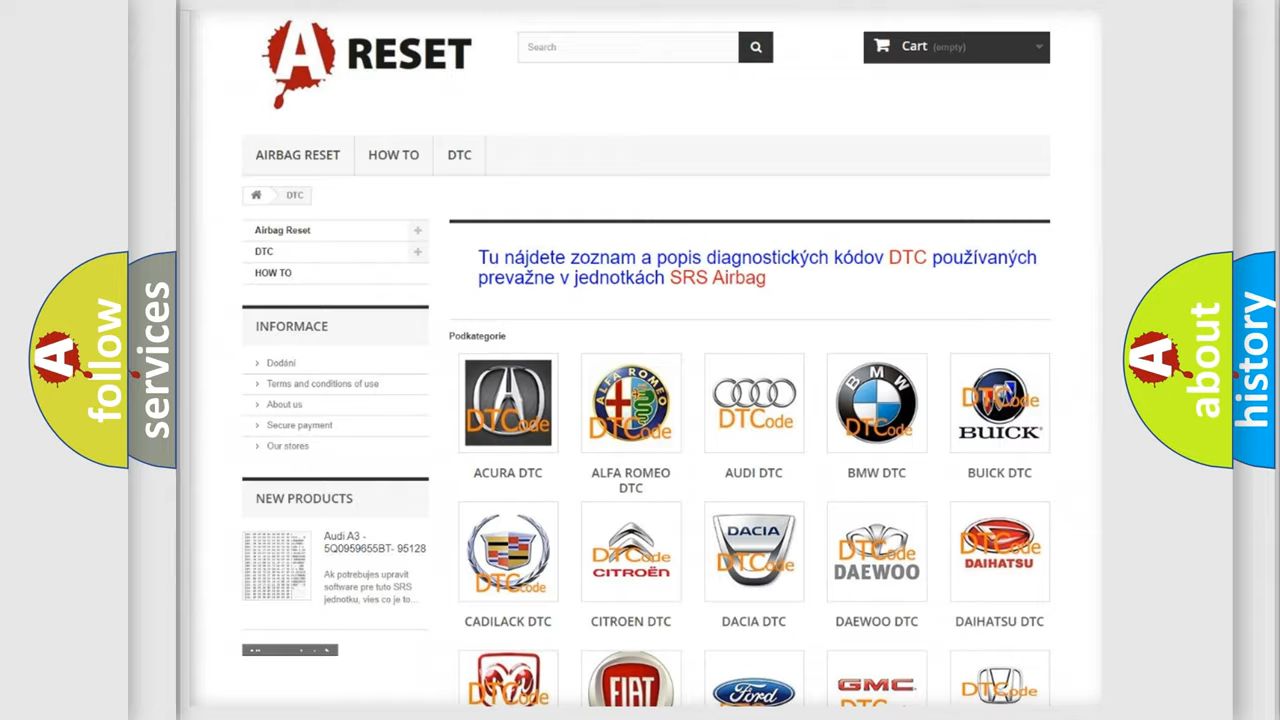 A RESET
Search
Cart (empty)
AIRBAG RESET
HOW TO
DTC
DTC
Airbag Reset
DTC
HOW TO
Tu nájdete zoznam a popis diagnostických kódov DTC používaných
prevažne v jednotkách SRS Airbag
INFORMACE
Dodání
Terms and conditions of use
About us
Secure payment
Our stores
Podkategorie
DTCode
ALFA ROMEO
DTCode
DTCode
BMW
DTCode
DTCode
BUICK
ACURA DTC
ALFA ROMEO
DTC
AUDI DTC
BMW DTC
BUICK DTC
NEW PRODUCTS
Audi A3 -
5Q0959655BT- 95128
Ak potrebujes upravit
software pre tuto SRS
jednotku, vies co je to...
DTCode
DTCode
CITROËN
DACIA
DTCode
DTCode
DAEWOO
DTCode
DAIHATSU
CADILACK DTC
CITROEN DTC
DACIA DTC
DAEWOO DTC
DAIHATSU DTC
DTCode
FIAT
Ford
GMC
DTCode
A follow
services
A about
history